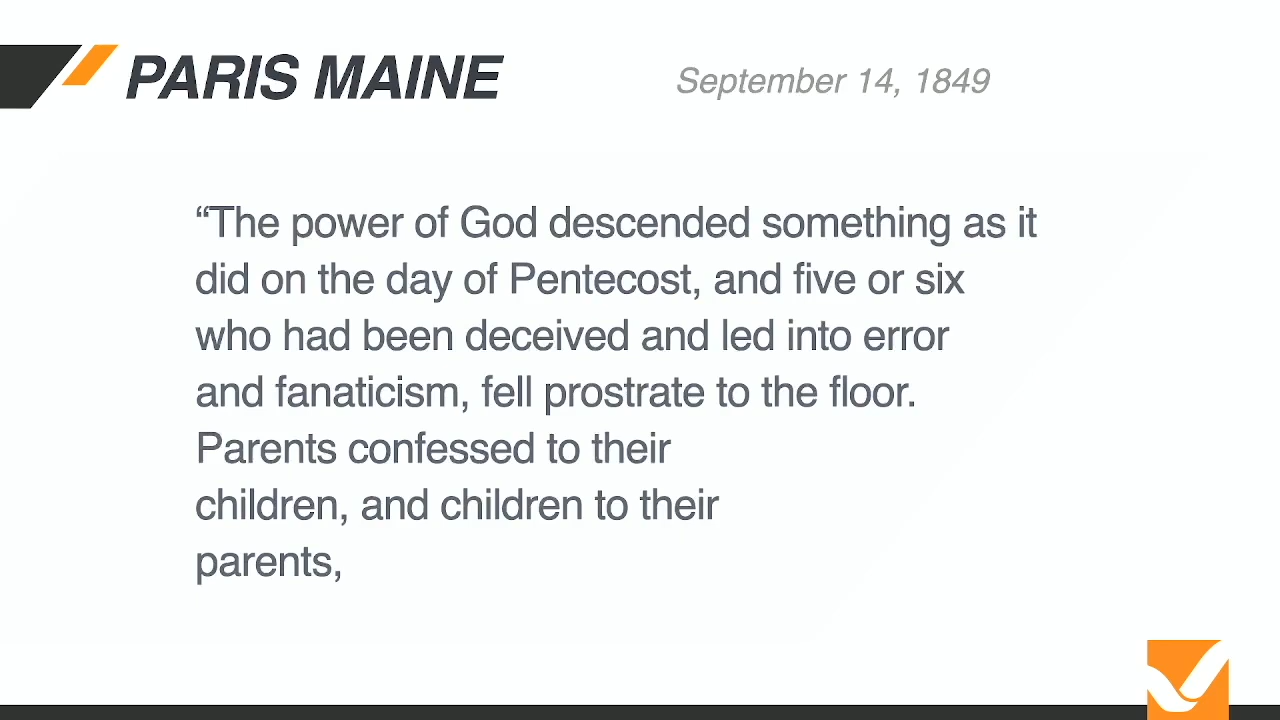 PARIS MAINE
September 14, 1849
“The power of God descended something as it
did on the day of Pentecost, and five or six
who had been deceived and led into error
and fanaticism, fell prostrate to the floor.
Parents confessed to their
children, and children to their
parents,